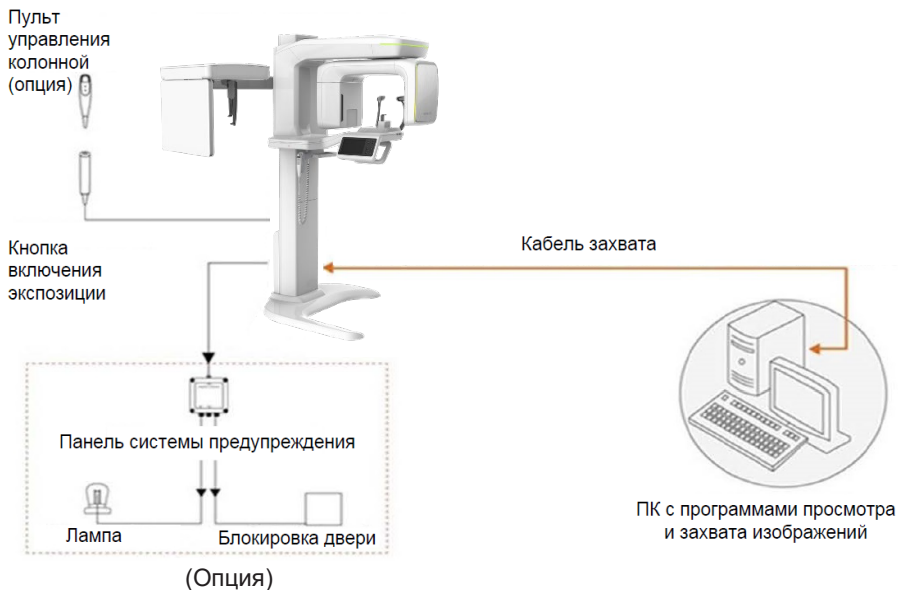 Пульт
управления
колонной
(опция)
Кнопка
включения
экспозиции
Кабель захвата
Панель системы предупреждения
Лампа
Блокировка двери
(Опция)
ПК с программами просмотра
и захвата изображений